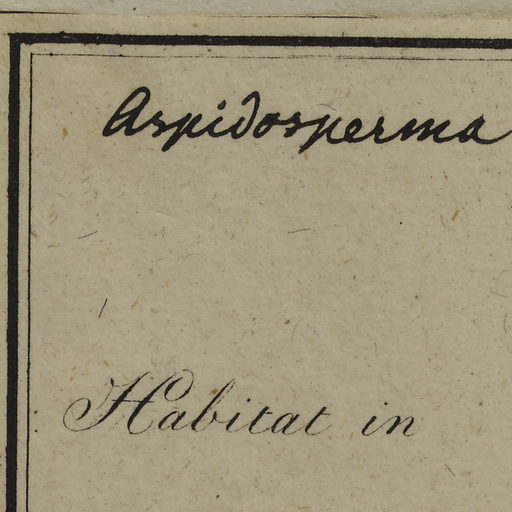 Aspidosperma
Habitat in